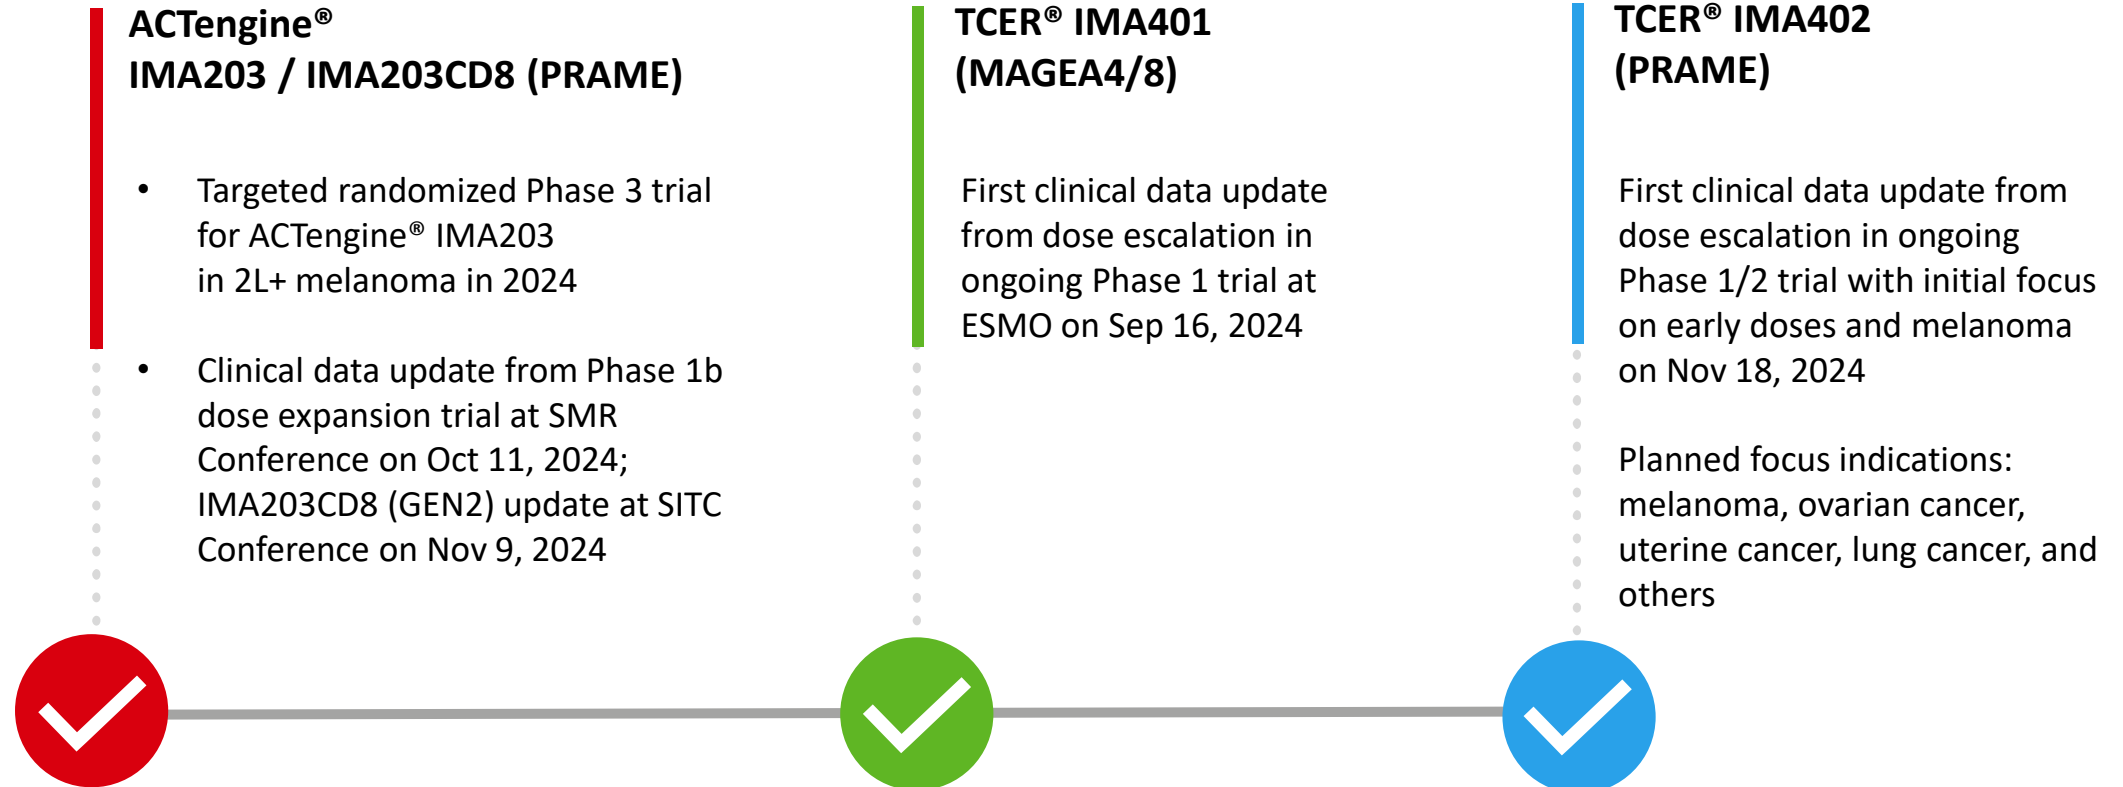 ACTengine®
IMA203 / IMA203CD8 (PRAME)
• Targeted randomized Phase 3 trial
for ACTengine® IMA203
in 2L+ melanoma in 2024
• Clinical data update from Phase 1b
dose expansion trial at SMR
Conference on Oct 11, 2024;
IMA203CD8 (GEN2) update at SITC
Conference on Nov 9, 2024
TCER® IMA401
(MAGEA4/8)
First clinical data update
from dose escalation in
ongoing Phase 1 trial at
ESMO on Sep 16, 2024
TCER® IMA402
(PRAME)
First clinical data update from
dose escalation in ongoing
Phase 1/2 trial with initial focus
on early doses and melanoma
on Nov 18, 2024
Planned focus indications:
melanoma, ovarian cancer,
uterine cancer, lung cancer, and
others